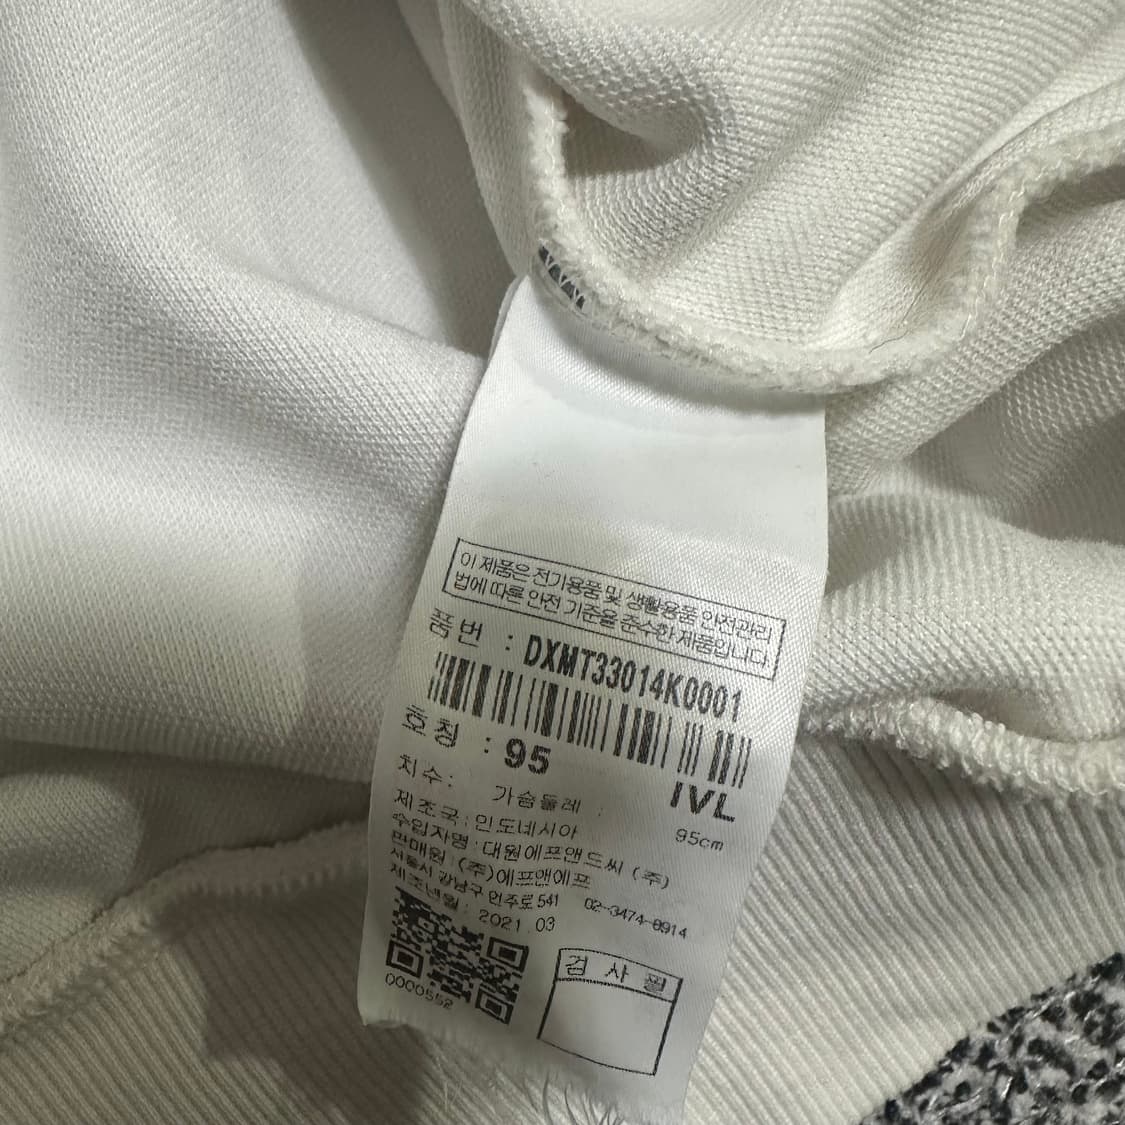 이 제품은 전기용품 및 생활용품 안전관리
법에 따른 안전 기준을 준수한 제품입니다.
품번 : DXMT33014K0001
호칭 : 95 IVL
치수: 가슴둘레 : 95cm
제조국: 인도네시아
수입자명: 대원에프앤드씨 (주)
판매원: (주)에프앤에프
서울시 강남구 언주로 541 02-3474-8914
제조년월: 2021.03
0000552
검 사 필